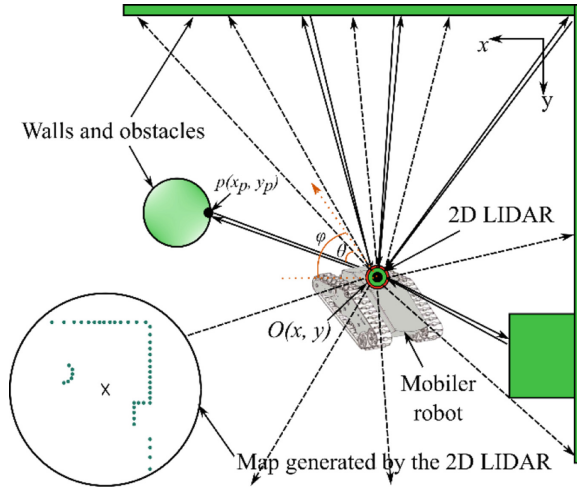 x
y
Walls and obstacles
p(xp, yp)
2D LIDAR
φ
θ
O(x, y)
Mobiler
robot
X
Map generated by the 2D LIDAR